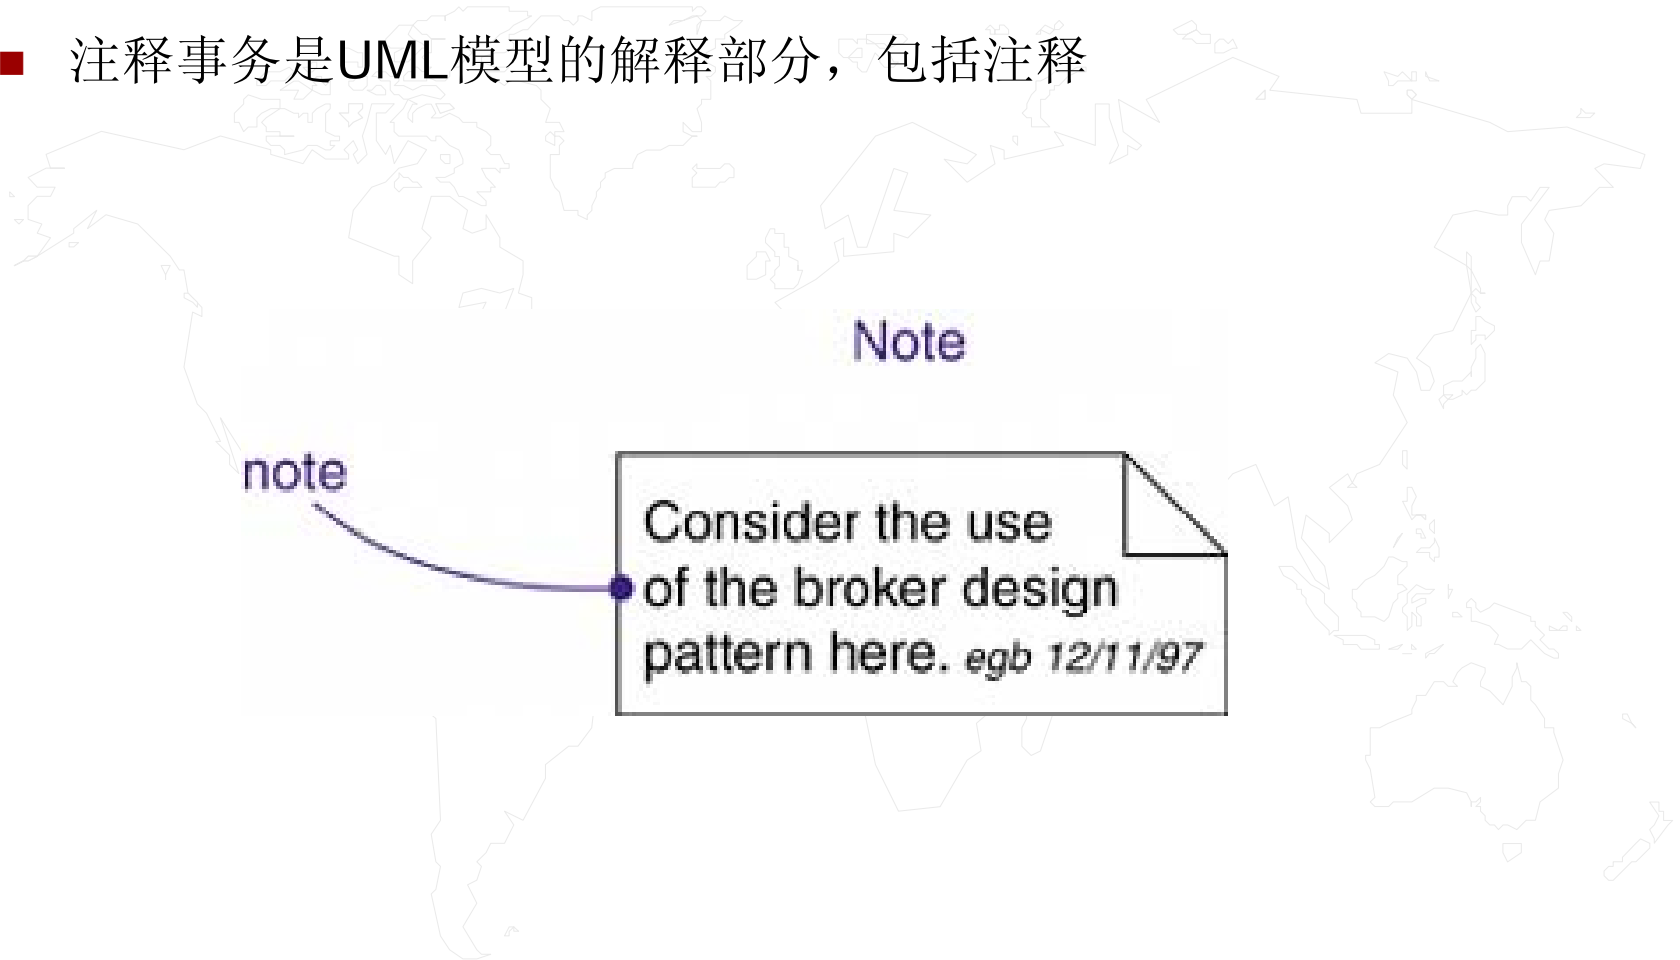 注释事务是UML模型的解释部分，包括注释
Note
note
Consider the use
of the broker design
pattern here. egb 12/11/97